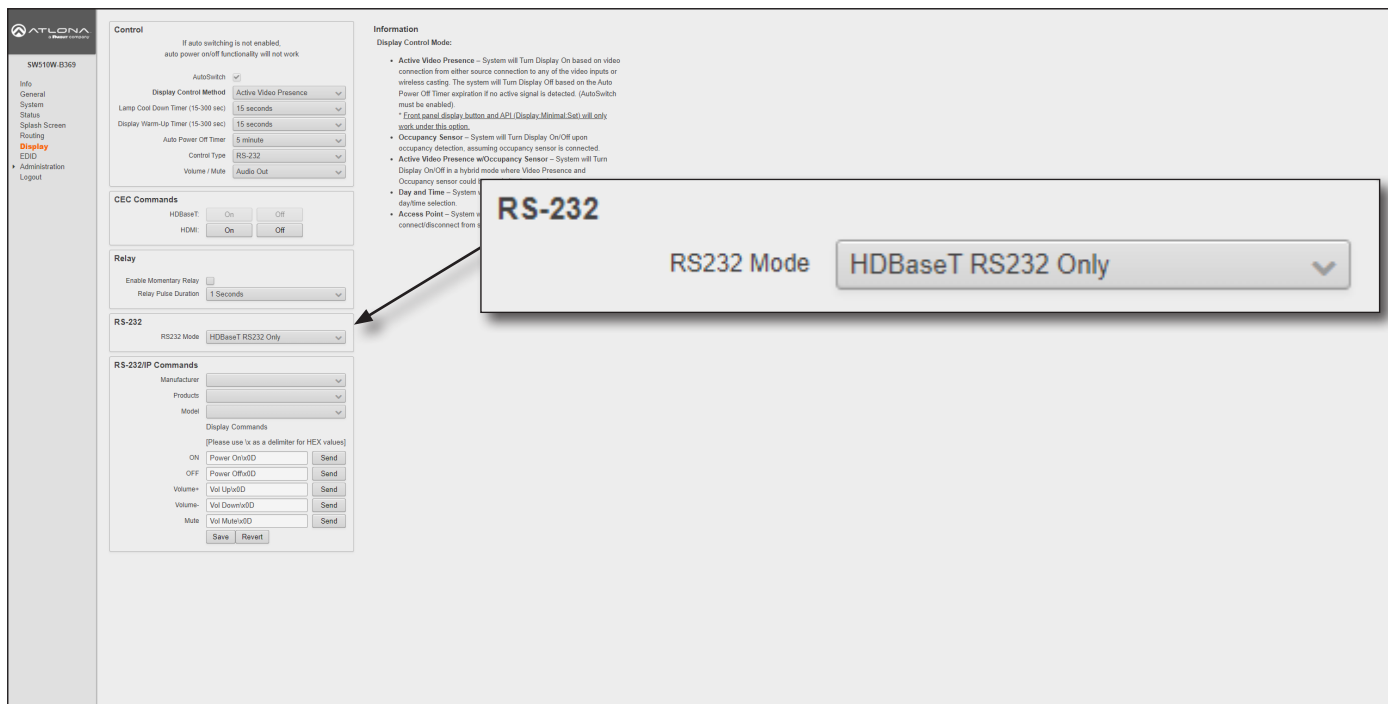 ATLONA
a Panduit company
SW510W-B369
Info
General
System
Status
Splash Screen
Routing
Display
EDID
Administration
Logout
Control
If auto switching is not enabled,
auto power on/off functionality will not work
AutoSwitch
Display Control Method Active Video Presence
Lamp Cool Down Timer (15-300 sec) 15 seconds
Display Warm-Up Timer (15-300 sec) 15 seconds
Auto Power Off Timer 5 minute
Control Type RS-232
Volume / Mute Audio Out
CEC Commands
HDBaseT: On Off
HDMI: On Off
Relay
Enable Momentary Relay
Relay Pulse Duration 1 Seconds
RS-232
RS232 Mode HDBaseT RS232 Only
RS-232/IP Commands
Manufacturer
Products
Model
Display Commands
[Please use \x as a delimiter for HEX values]
ON Power On\x0D Send
OFF Power Off\x0D Send
Volume+ Vol Up\x0D Send
Volume- Vol Down\x0D Send
Mute Vol Mute\x0D Send
Save Revert
Information
Display Control Mode:
• Active Video Presence – System will Turn Display On based on video
connection from either source connection to any of the video inputs or
wireless casting. The system will Turn Display Off based on the Auto
Power Off Timer expiration if no active signal is detected. (AutoSwitch
must be enabled).
* Front panel display button and API (Display:Minimal:Set) will only
work under this option.
• Occupancy Sensor – System will Turn Display On/Off upon
occupancy detection, assuming occupancy sensor is connected.
• Active Video Presence w/Occupancy Sensor – System will Turn
Display On/Off in a hybrid mode where Video Presence and
Occupancy sensor could
• Day and Time – System
day/time selection.
• Access Point – System
connect/disconnect from
RS-232
RS232 Mode HDBaseT RS232 Only